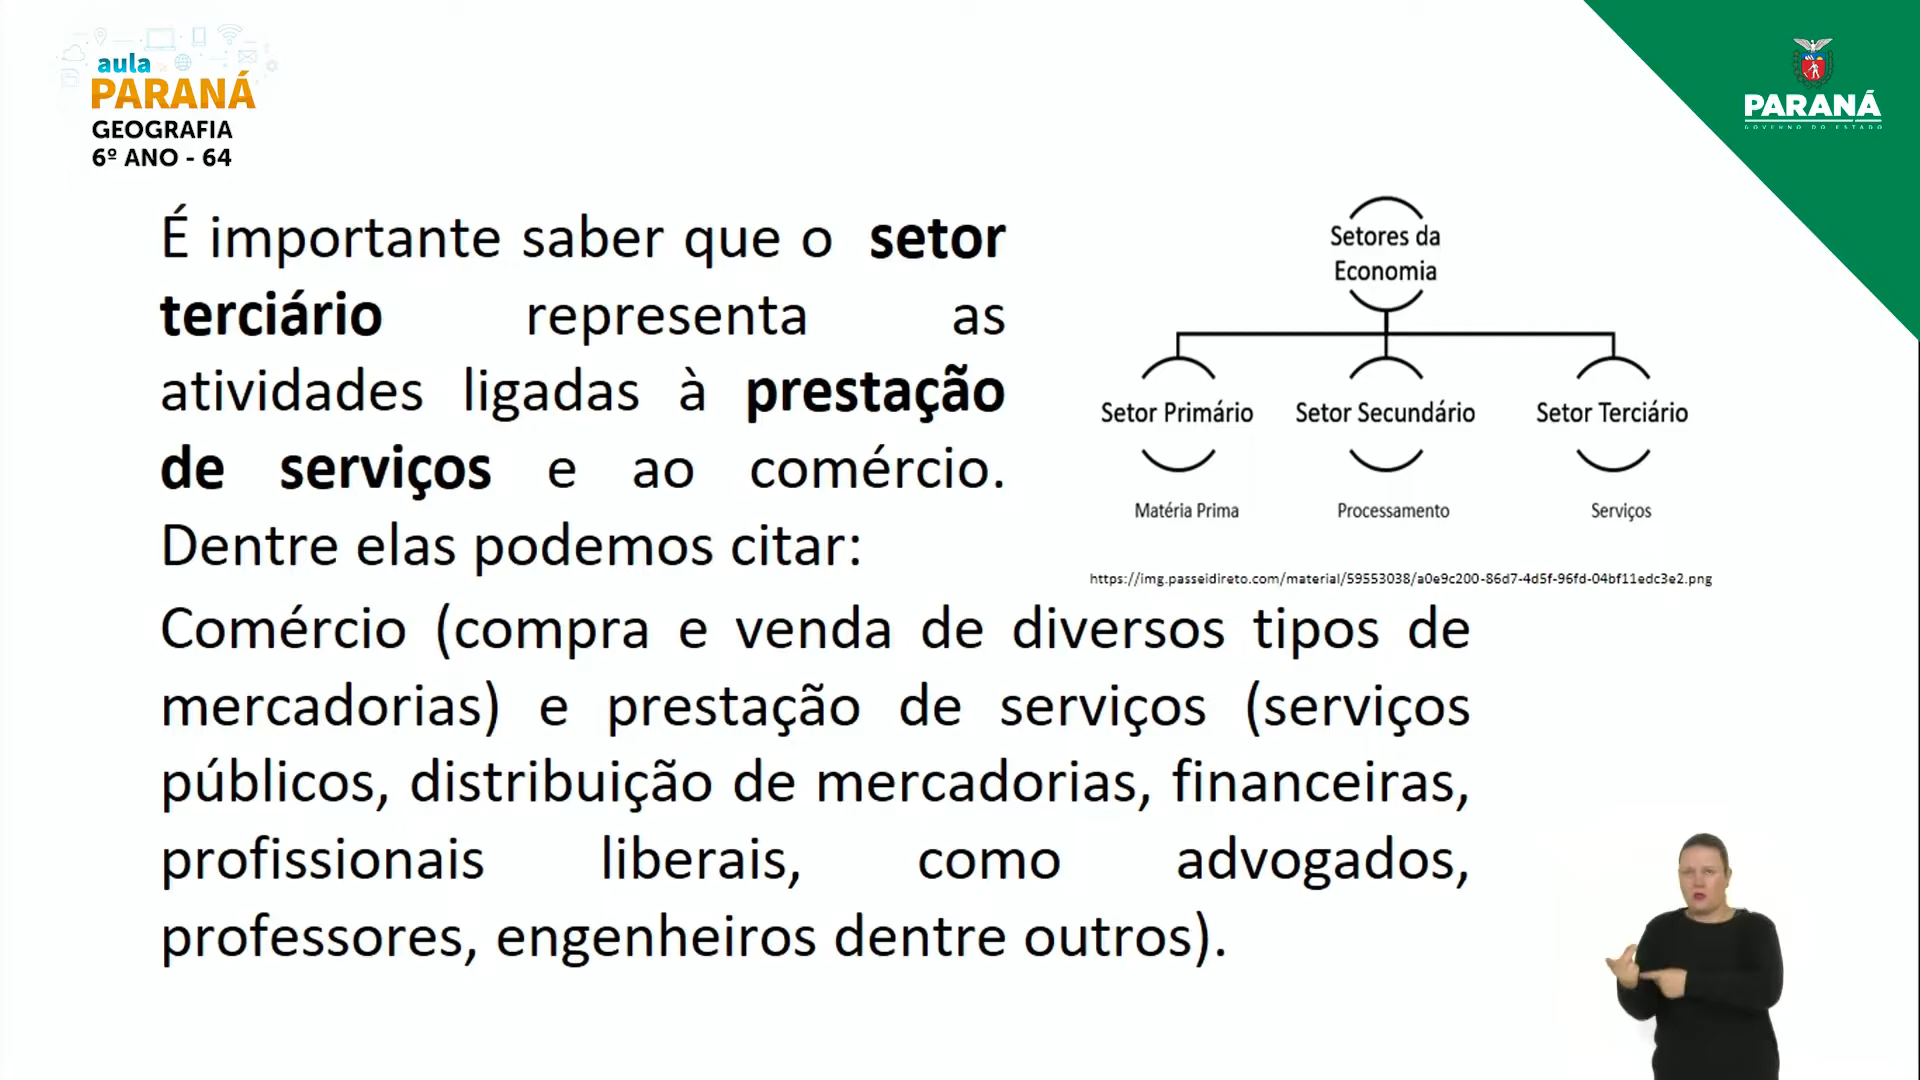 aula
PARANÁ
GEOGRAFIA
6º ANO - 64
PARANÁ
GOVERNO DO ESTADO
É importante saber que o setor
terciário representa as
atividades ligadas à prestação
de serviços e ao comércio.
Dentre elas podemos citar:
Comércio (compra e venda de diversos tipos de
mercadorias) e prestação de serviços (serviços
públicos, distribuição de mercadorias, financeiras,
profissionais liberais, como advogados,
professores, engenheiros dentre outros).
Setores da
Economia
Setor Primário Setor Secundário Setor Terciário
Matéria Prima Processamento Serviços
https://img.passeidireto.com/material/59553038/a0e9c200-86d7-4d5f-96fd-04bf11edc3e2.png